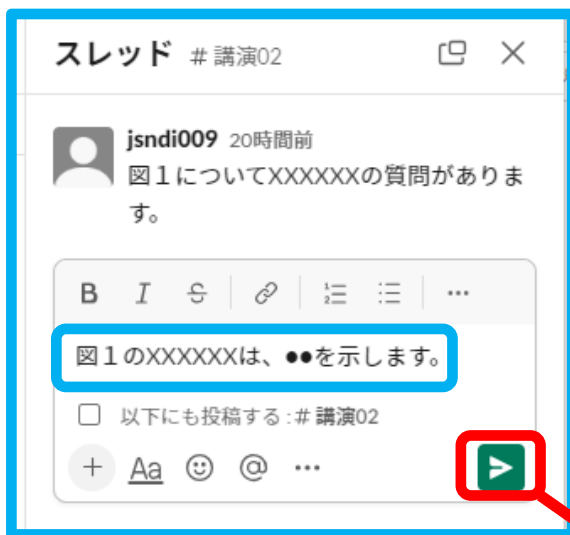 スレッド # 講演02
jsndi009 20時間前
図１についてXXXXXXの質問がありま
す。
B I S
図１のXXXXXXは、●●を示します。
以下にも投稿する:# 講演02
+ Aa @ ...